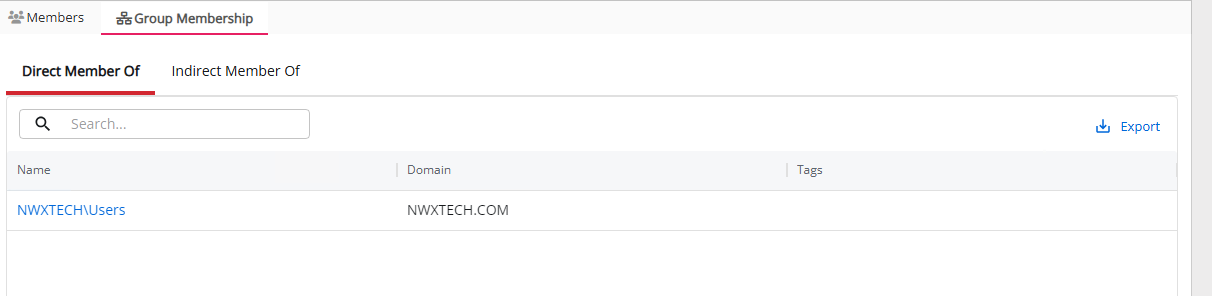 Members Group Membership
Direct Member Of Indirect Member Of
Search...
Export
Name Domain Tags
NWXTECH\Users NWXTECH.COM